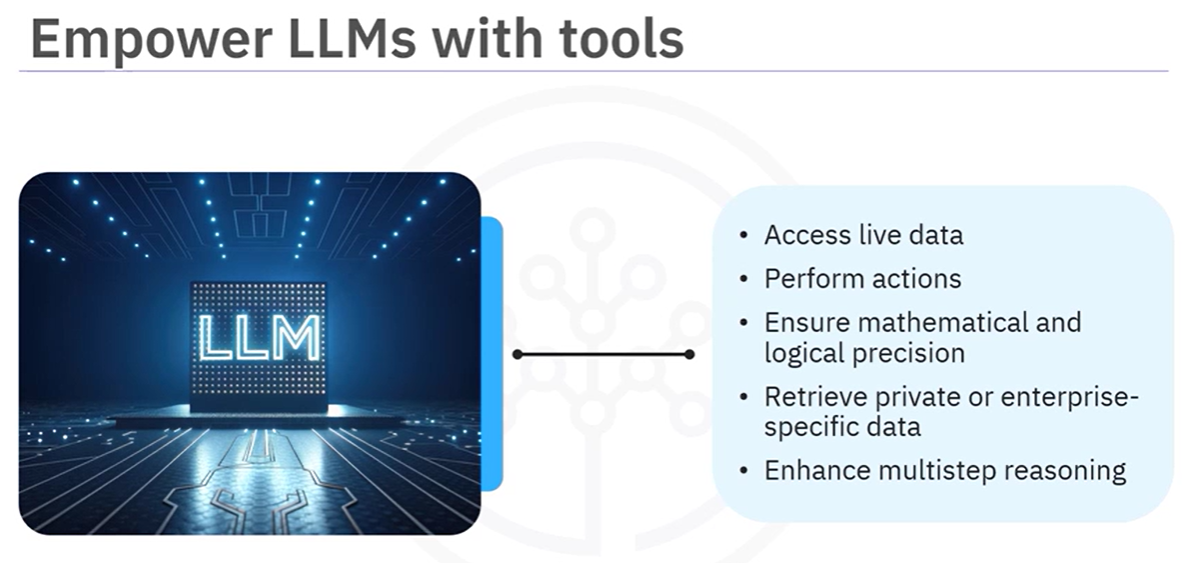 Empower LLMs with tools
LLM
• Access live data
• Perform actions
• Ensure mathematical and
logical precision
• Retrieve private or enterprise-
specific data
• Enhance multistep reasoning